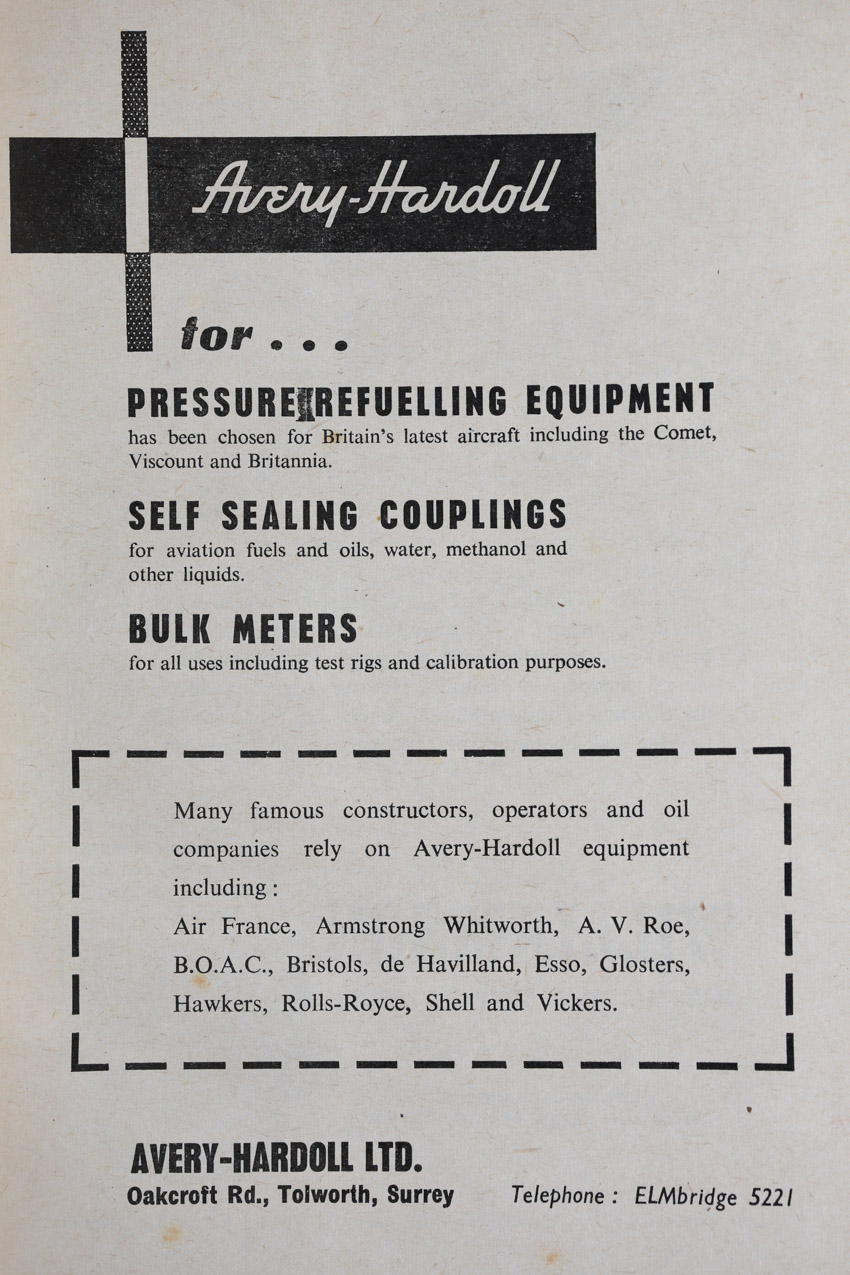 Avery-Hardoll
for . . .
PRESSURE REFUELLING EQUIPMENT
has been chosen for Britain's latest aircraft including the Comet,
Viscount and Britannia.
SELF SEALING COUPLINGS
for aviation fuels and oils, water, methanol and
other liquids.
BULK METERS
for all uses including test rigs and calibration purposes.
Many famous constructors, operators and oil
companies rely on Avery-Hardoll equipment
including :
Air France, Armstrong Whitworth, A. V. Roe,
B.O.A.C., Bristols, de Havilland, Esso, Glosters,
Hawkers, Rolls-Royce, Shell and Vickers.
AVERY-HARDOLL LTD.
Oakcroft Rd., Tolworth, Surrey Telephone : ELMbridge 5221